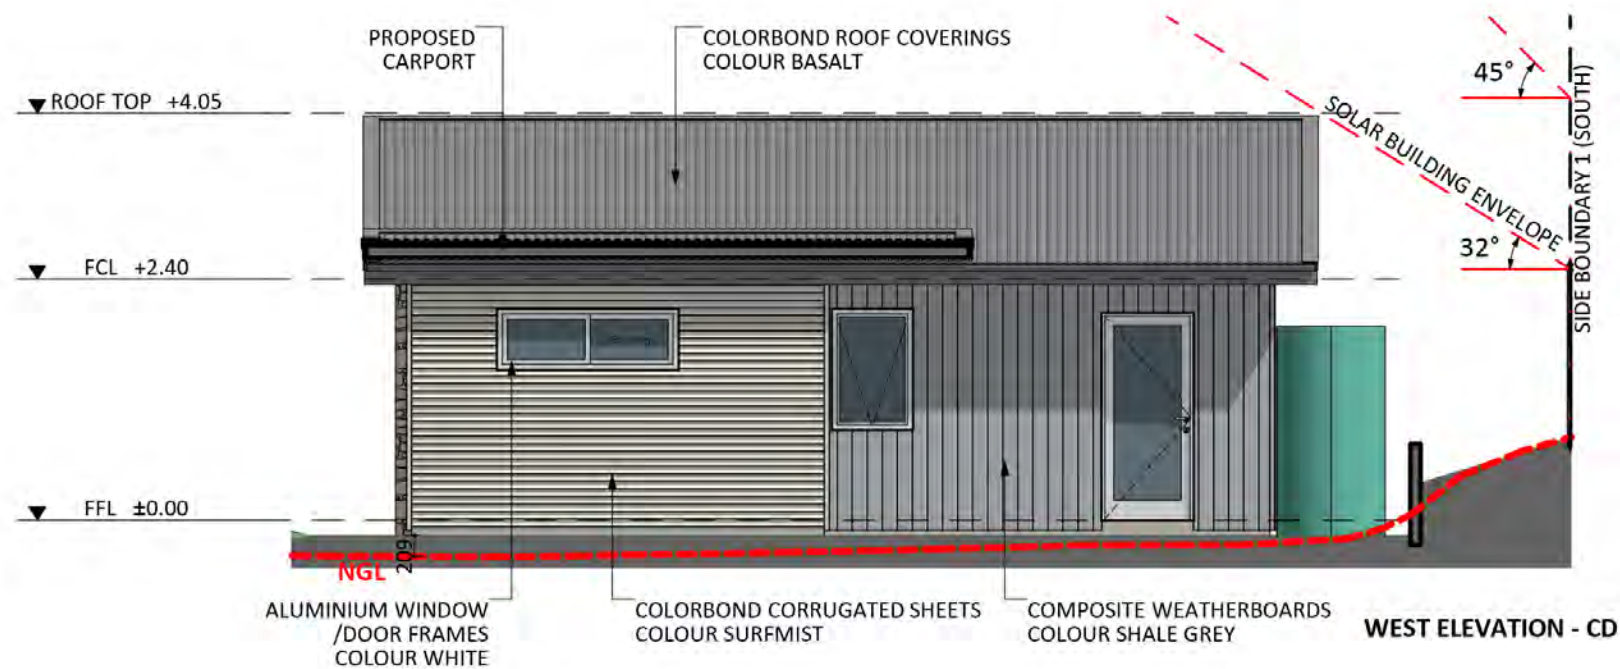 PROPOSED
CARPORT
COLORBOND ROOF COVERINGS
COLOUR BASALT
ROOF TOP +4.05
45°
SOLAR BUILDING ENVELOPE
SIDE BOUNDARY 1 (SOUTH)
32°
FCL +2.40
FFL ±0.00
209
NGL
ALUMINIUM WINDOW
/DOOR FRAMES
COLOUR WHITE
COLORBOND CORRUGATED SHEETS
COLOUR SURFMIST
COMPOSITE WEATHERBOARDS
COLOUR SHALE GREY
WEST ELEVATION - CD